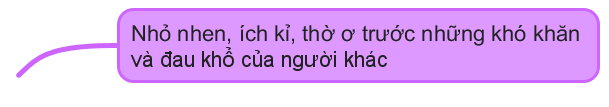 Nhỏ nhen, ích kỉ, thờ ơ trước những khó khăn
và đau khổ của người khác